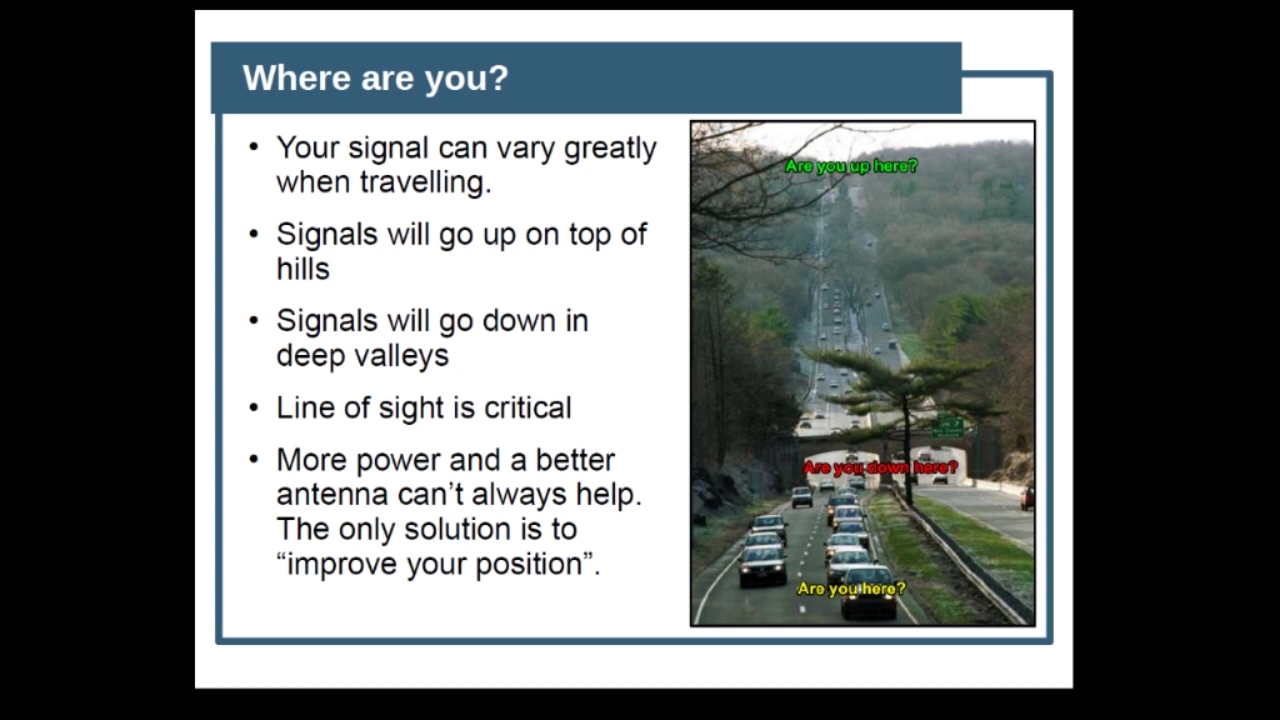 Where are you?
• Your signal can vary greatly
when travelling.
• Signals will go up on top of
hills
• Signals will go down in
deep valleys
• Line of sight is critical
• More power and a better
antenna can’t always help.
The only solution is to
“improve your position”.
Are you up here?
Are you down here?
Are you here?